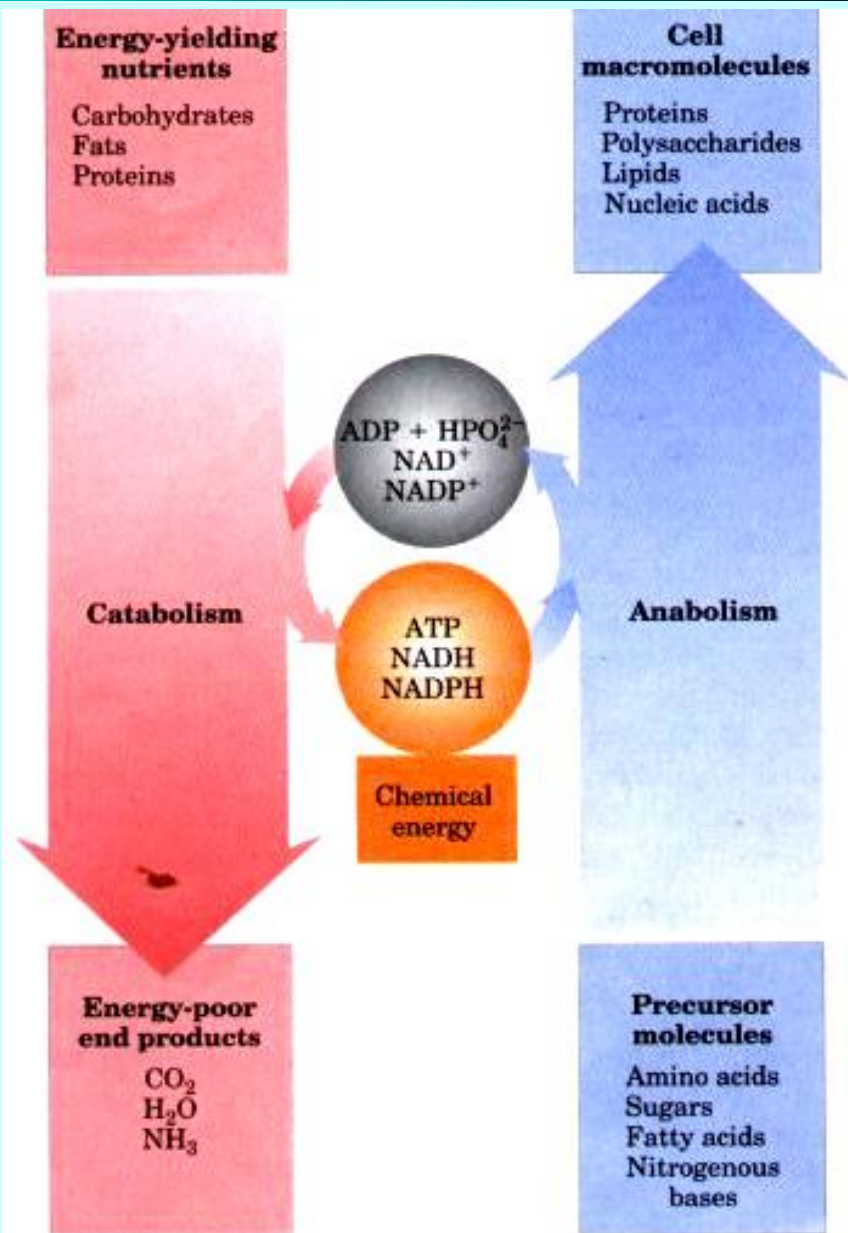 Energy-yielding
nutrients
Carbohydrates
Fats
Proteins
Cell
macromolecules
Proteins
Polysaccharides
Lipids
Nucleic acids
ADP + HPO₄²⁻
NAD⁺
NADP⁺
Catabolism
ATP
NADH
NADPH
Anabolism
Chemical
energy
Energy-poor
end products
CO₂
H₂O
NH₃
Precursor
molecules
Amino acids
Sugars
Fatty acids
Nitrogenous
bases